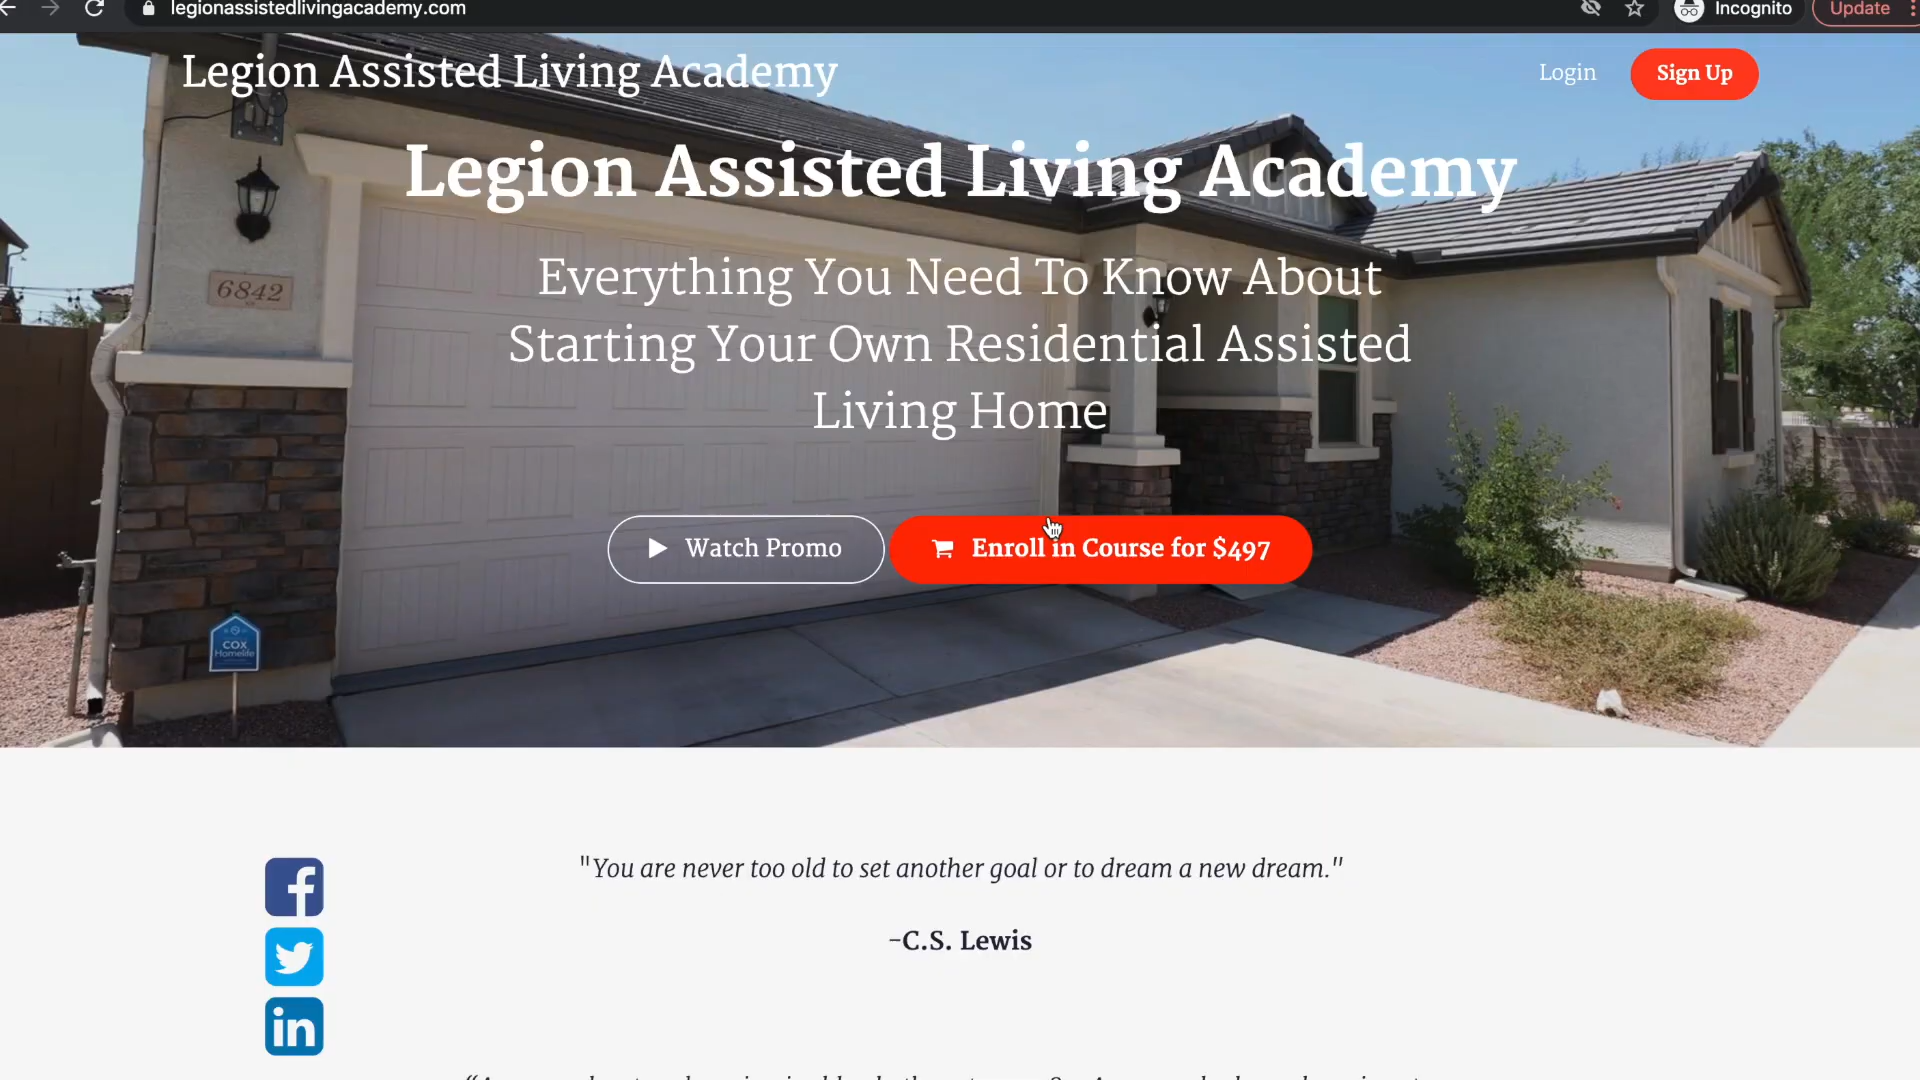 legionassistedlivingacademy.com
Incognito
Update
Legion Assisted Living Academy
Login
Sign Up
Legion Assisted Living Academy
Everything You Need To Know About
Starting Your Own Residential Assisted
Living Home
6842
Watch Promo
Enroll in Course for $497
COX
Homelife
"You are never too old to set another goal or to dream a new dream."
-C.S. Lewis